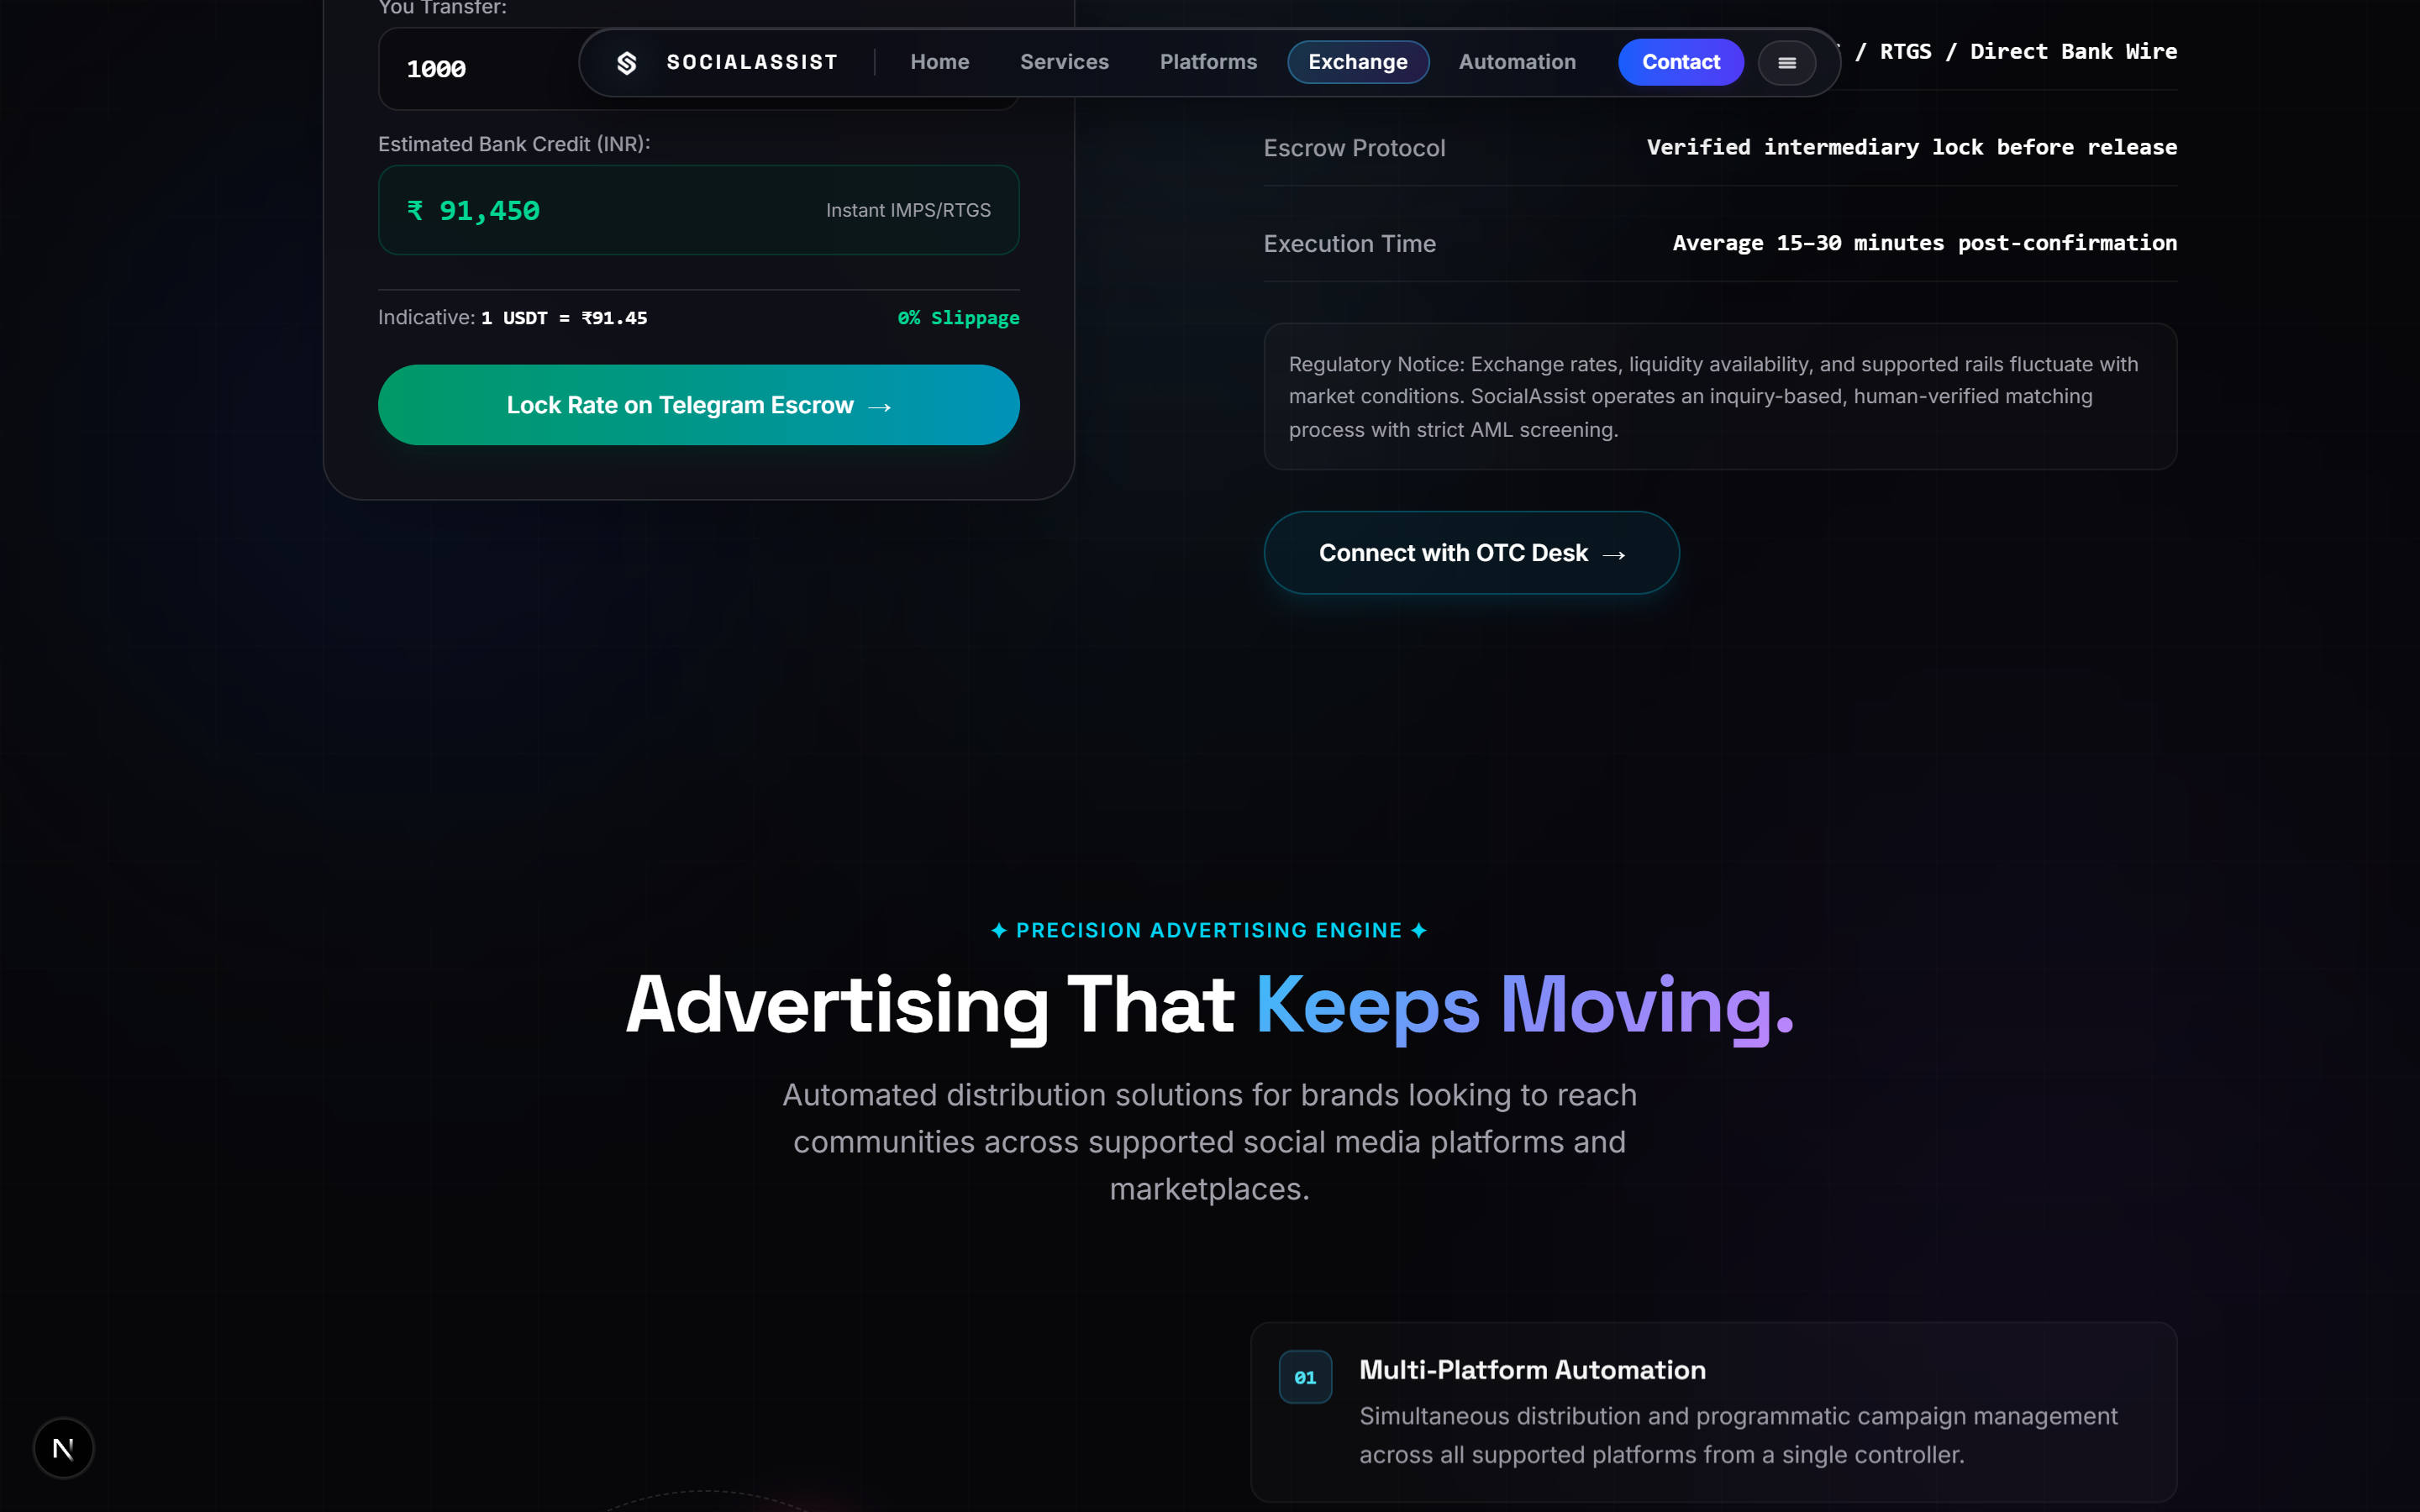 You Transfer:
1000
SOCIALASSIST
Home
Services
Platforms
Exchange
Automation
Contact
/ RTGS / Direct Bank Wire
Estimated Bank Credit (INR):
₹ 91,450
Instant IMPS/RTGS
Indicative: 1 USDT = ₹91.45
0% Slippage
Lock Rate on Telegram Escrow →
Escrow Protocol
Verified intermediary lock before release
Execution Time
Average 15–30 minutes post-confirmation
Regulatory Notice: Exchange rates, liquidity availability, and supported rails fluctuate with
market conditions. SocialAssist operates an inquiry-based, human-verified matching
process with strict AML screening.
Connect with OTC Desk →
✦ PRECISION ADVERTISING ENGINE ✦
Advertising That Keeps Moving.
Automated distribution solutions for brands looking to reach
communities across supported social media platforms and
marketplaces.
01
Multi-Platform Automation
Simultaneous distribution and programmatic campaign management
across all supported platforms from a single controller.
N